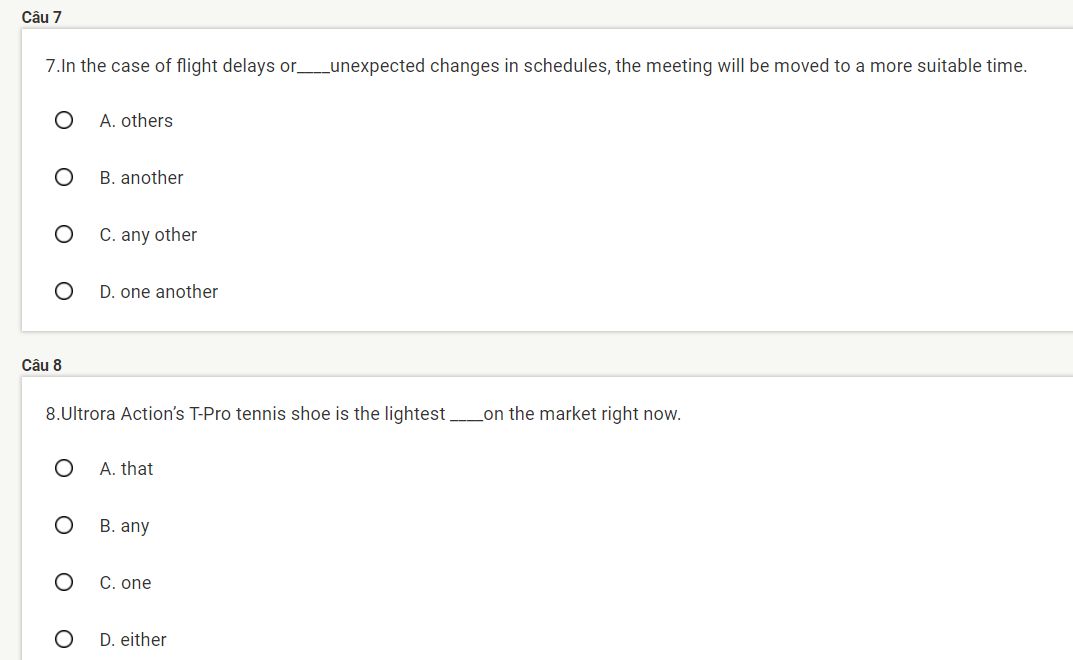 Câu 7
7.In the case of flight delays or____unexpected changes in schedules, the meeting will be moved to a more suitable time.
A. others
B. another
C. any other
D. one another
Câu 8
8.Ultrora Action’s T-Pro tennis shoe is the lightest ____on the market right now.
A. that
B. any
C. one
D. either